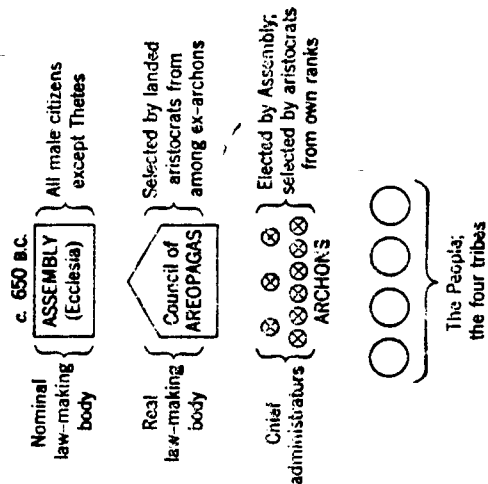 c. 650 B.C.
Nominal
law-making
body
ASSEMBLY
(Ecclesia)
All male citizens
except Thetes
Real
law-making
body
Council of
AREOPAGAS
Selected by landed
aristocrats from
among ex-archons
Chief
administrators
ARCHONS
Elected by Assembly;
selected by aristocrats
from own ranks
The People;
the four tribes